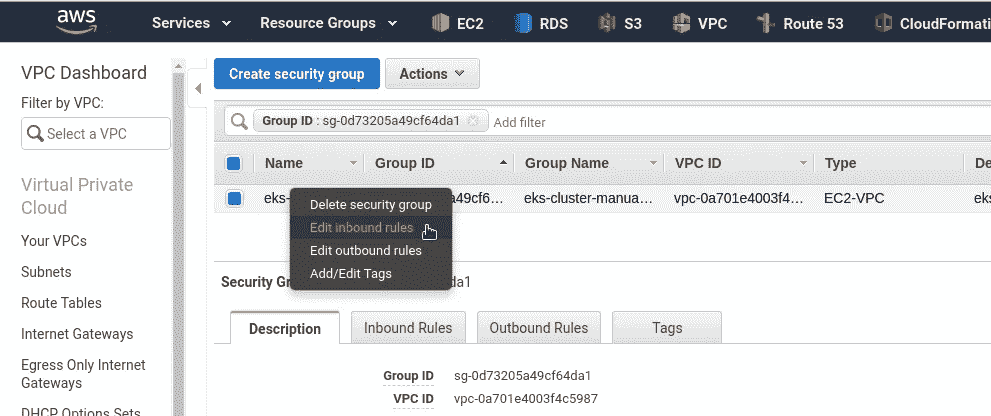 aws Services Resource Groups EC2 RDS S3 VPC Route 53 CloudFormati
VPC Dashboard
Filter by VPC:
Select a VPC
Virtual Private
Cloud
Your VPCs
Subnets
Route Tables
Internet Gateways
Egress Only Internet
Gateways
DHCP Options Sets
Create security group Actions
Group ID : sg-0d73205a49cf64da1 Add filter
Name Group ID Group Name VPC ID Type De
eks- a49cf6... eks-cluster-manua... vpc-0a701e4003f4... EC2-VPC eks
Delete security group
Edit inbound rules
Edit outbound rules
Add/Edit Tags
Security Gr da1
Description Inbound Rules Outbound Rules Tags
Group ID sg-0d73205a49cf64da1
VPC ID vpc-0a701e4003f4c5987